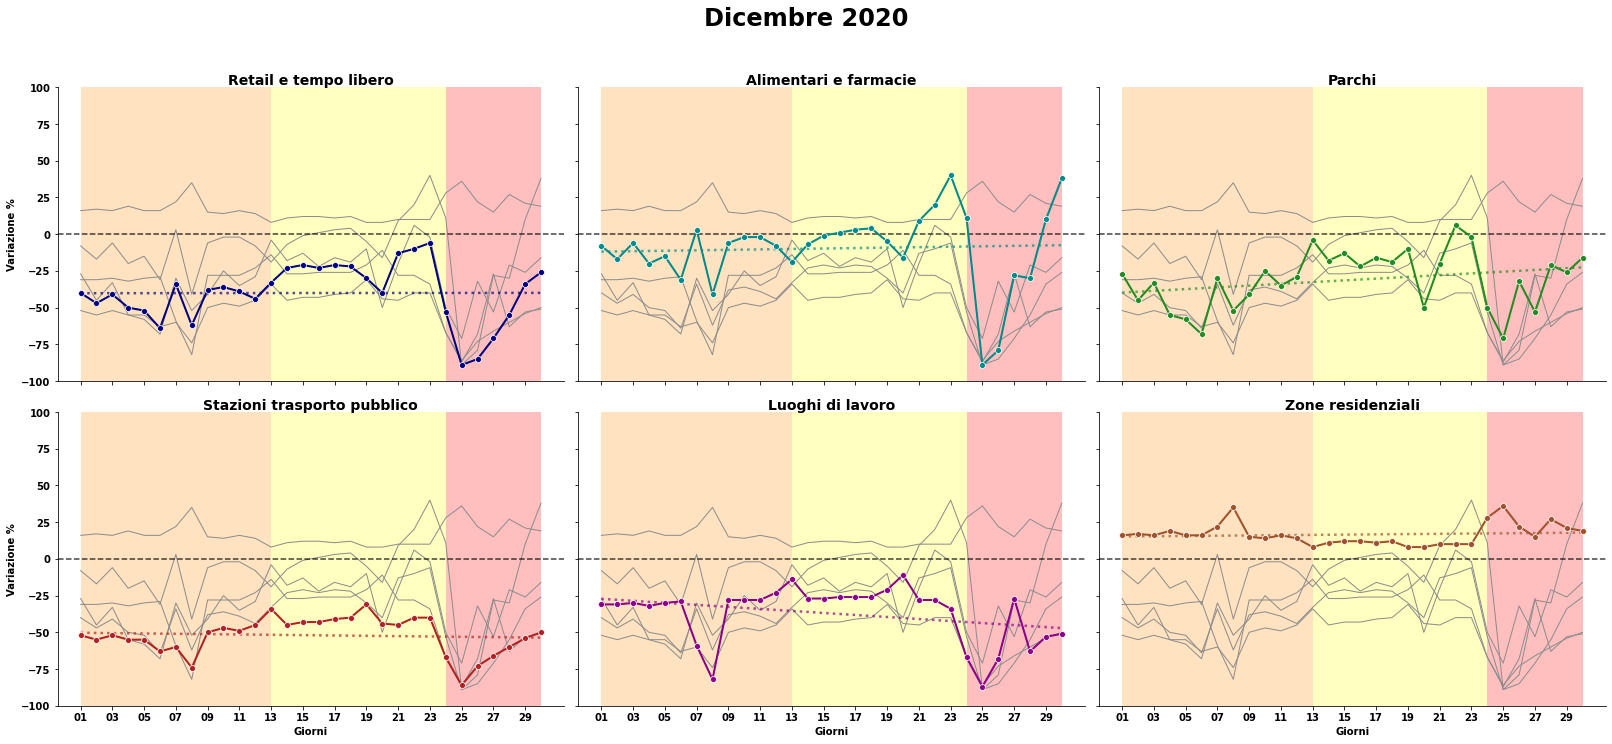 Dicembre 2020
Retail e tempo libero
Alimentari e farmacie
Parchi
Variazione %
100
75
50
25
0
−25
−50
−75
−100
Stazioni trasporto pubblico
Luoghi di lavoro
Zone residenziali
Variazione %
100
75
50
25
0
−25
−50
−75
−100
01 03 05 07 09 11 13 15 17 19 21 23 25 27 29
01 03 05 07 09 11 13 15 17 19 21 23 25 27 29
01 03 05 07 09 11 13 15 17 19 21 23 25 27 29
Giorni
Giorni
Giorni